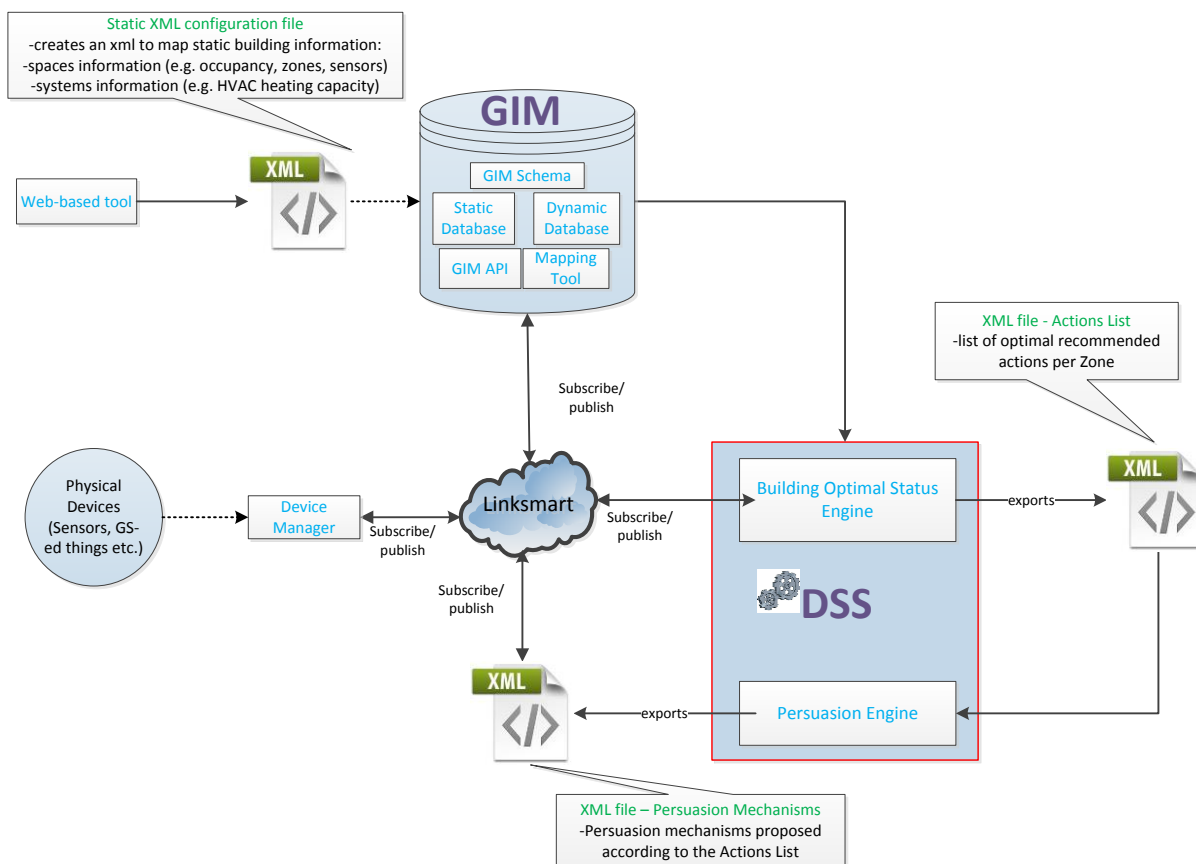 Static XML configuration file
-creates an xml to map static building information:
-spaces information (e.g. occupancy, zones, sensors)
-systems information (e.g. HVAC heating capacity)
GIM
XML
</>
Web-based tool
GIM Schema
Static
Database
Dynamic
Database
GIM API
Mapping
Tool
XML file - Actions List
-list of optimal recommended
actions per Zone
Subscribe/
publish
Physical
Devices
(Sensors, GS-
ed things etc.)
Device
Manager
Subscribe/
publish
Linksmart
Subscribe/
publish
Building Optimal Status
Engine
exports
XML
</>
Subscribe/
publish
DSS
XML
</>
exports
Persuasion Engine
XML file – Persuasion Mechanisms
-Persuasion mechanisms proposed
according to the Actions List